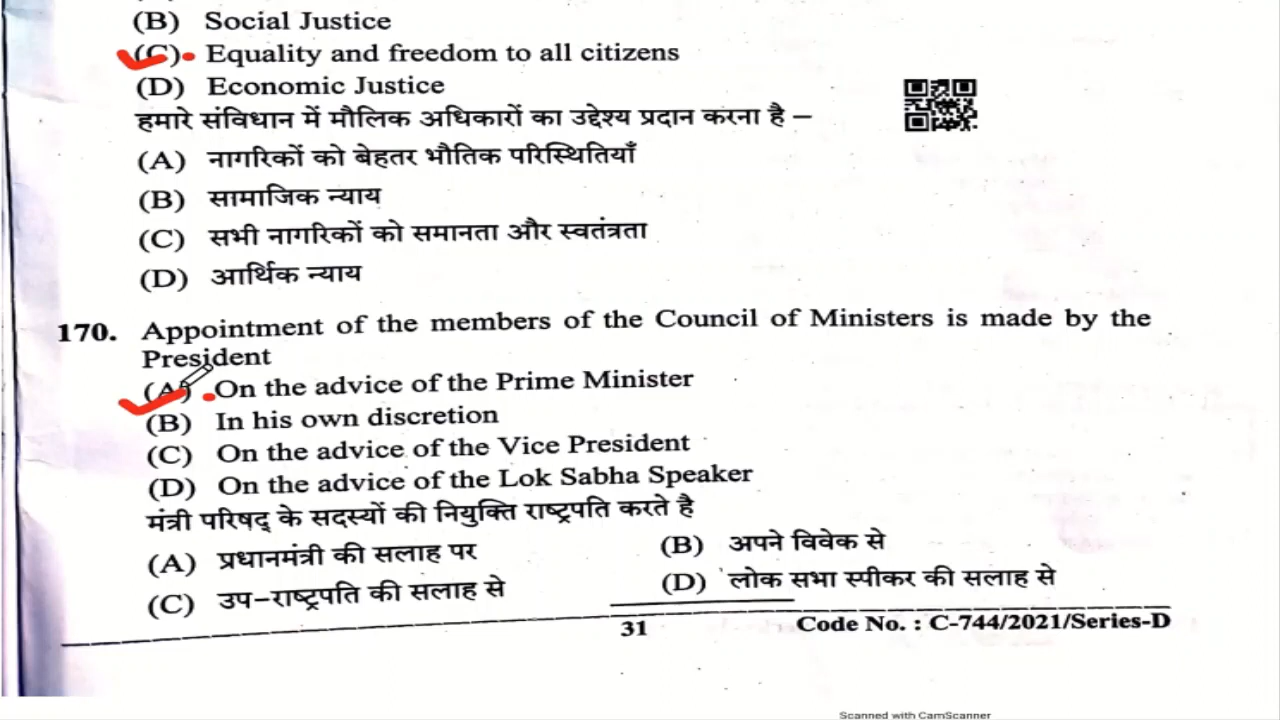 (B) Social Justice
(C) Equality and freedom to all citizens
(D) Economic Justice
हमारे संविधान में मौलिक अधिकारों का उद्देश्य प्रदान करना है –
(A) नागरिकों को बेहतर भौतिक परिस्थितियाँ
(B) सामाजिक न्याय
(C) सभी नागरिकों को समानता और स्वतंत्रता
(D) आर्थिक न्याय
170. Appointment of the members of the Council of Ministers is made by the
President
(A) On the advice of the Prime Minister
(B) In his own discretion
(C) On the advice of the Vice President
(D) On the advice of the Lok Sabha Speaker
मंत्री परिषद् के सदस्यों की नियुक्ति राष्ट्रपति करते है
(A) प्रधानमंत्री की सलाह पर (B) अपने विवेक से
(C) उप–राष्ट्रपति की सलाह से (D) लोक सभा स्पीकर की सलाह से
31 Code No. : C-744/2021/Series-D
Scanned with CamScanner